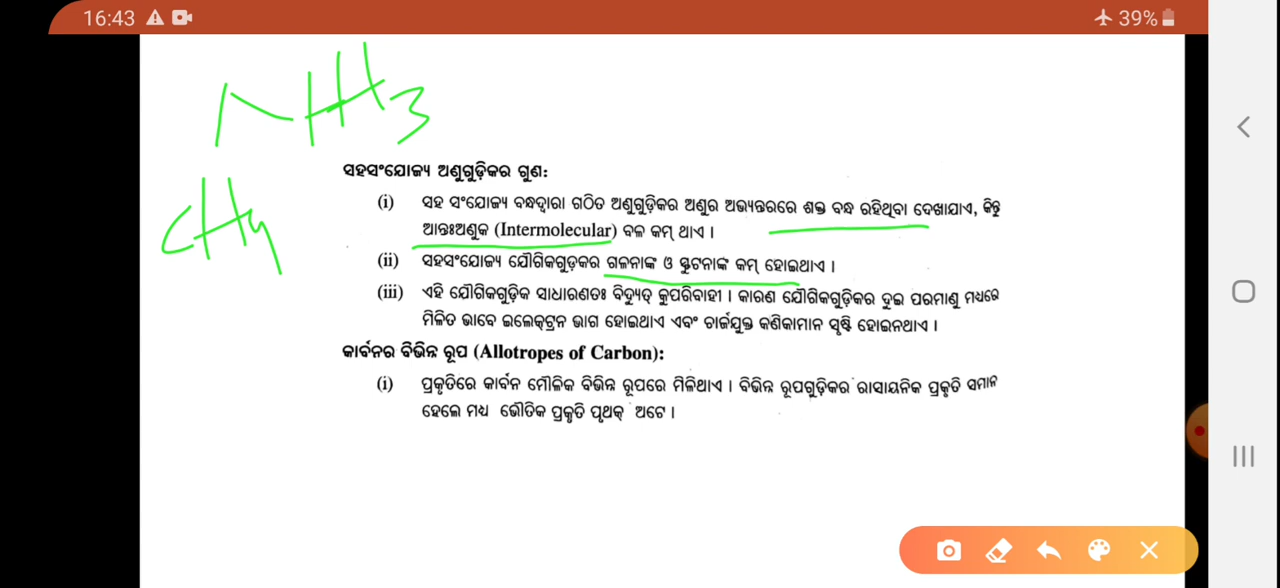 16:43
39%
NHH3
CH4
ସହସଂଯୋଜ୍ୟ ଅଣୁଗୁଡ଼ିକର ଗୁଣ:
(i) ସହ ସଂଯୋଜ୍ୟ ବନ୍ଧଦ୍ୱାରା ଗଠିତ ଅଣୁଗୁଡ଼ିକର ଅଣୁର ଅଭ୍ୟନ୍ତରରେ ଶକ୍ତ ବନ୍ଧ ରହିଥିବା ଦେଖାଯାଏ, କିନ୍ତୁ
ଆନ୍ତଃଅଣୁକ (Intermolecular) ବଳ କମ୍ ଥାଏ ।
(ii) ସହସଂଯୋଜ୍ୟ ଯୌଗିକଗୁଡ଼କର ଗଳନାଙ୍କ ଓ ସ୍ଫୁଟନାଙ୍କ କମ୍ ହୋଇଥାଏ ।
(iii) ଏହି ଯୌଗିକଗୁଡ଼ିକ ସାଧାରଣତଃ ବିଦ୍ୟୁତ୍ କୁପରିବାହୀ । କାରଣ ଯୌଗିକଗୁଡ଼ିକର ଦୁଇ ପରମାଣୁ ମଧ୍ୟରେ
ମିଳିତ ଭାବେ ଇଲେକ୍ଟ୍ରନ ଭାଗ ହୋଇଥାଏ ଏବଂ ଚାର୍ଜଯୁକ୍ତ କଣିକାମାନ ସୃଷ୍ଟି ହୋଇନଥାଏ ।
କାର୍ବନର ବିଭିନ୍ନ ରୂପ (Allotropes of Carbon):
(i) ପ୍ରକୃତିରେ କାର୍ବନ ମୌଳିକ ବିଭିନ୍ନ ରୂପରେ ମିଳିଥାଏ । ବିଭିନ୍ନ ରୂପଗୁଡ଼ିକର ରାସାୟନିକ ପ୍ରକୃତି ସମାନ
ହେଲେ ମଧ୍ୟ ଭୌତିକ ପ୍ରକୃତି ପୃଥକ୍ ଅଟେ ।